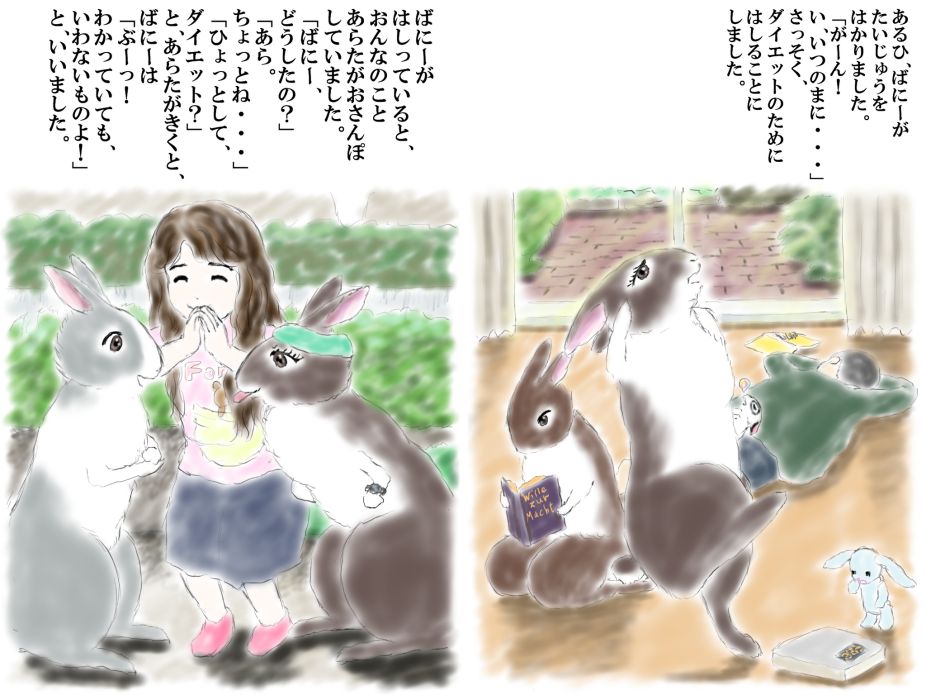 あるひ、ばにーが
たいじゅうを
はかりました。
「がーん!
い、いつのまに・・・」
さっそく、
ダイエットのために
はしることに
しました。
ばにーが
はしっていると、
おんなのこと
あらたがおさんぽ
していました。
「ばにー、
どうしたの?」
「あら。
ちょっとね・・・」
「ひょっとして、
ダイエット?」
と、あらたがきくと、
ばにーは
「ぶーっ!
わかっていても、
いわないものよ!」
と、いいました。
Wille
zur
Macht
For